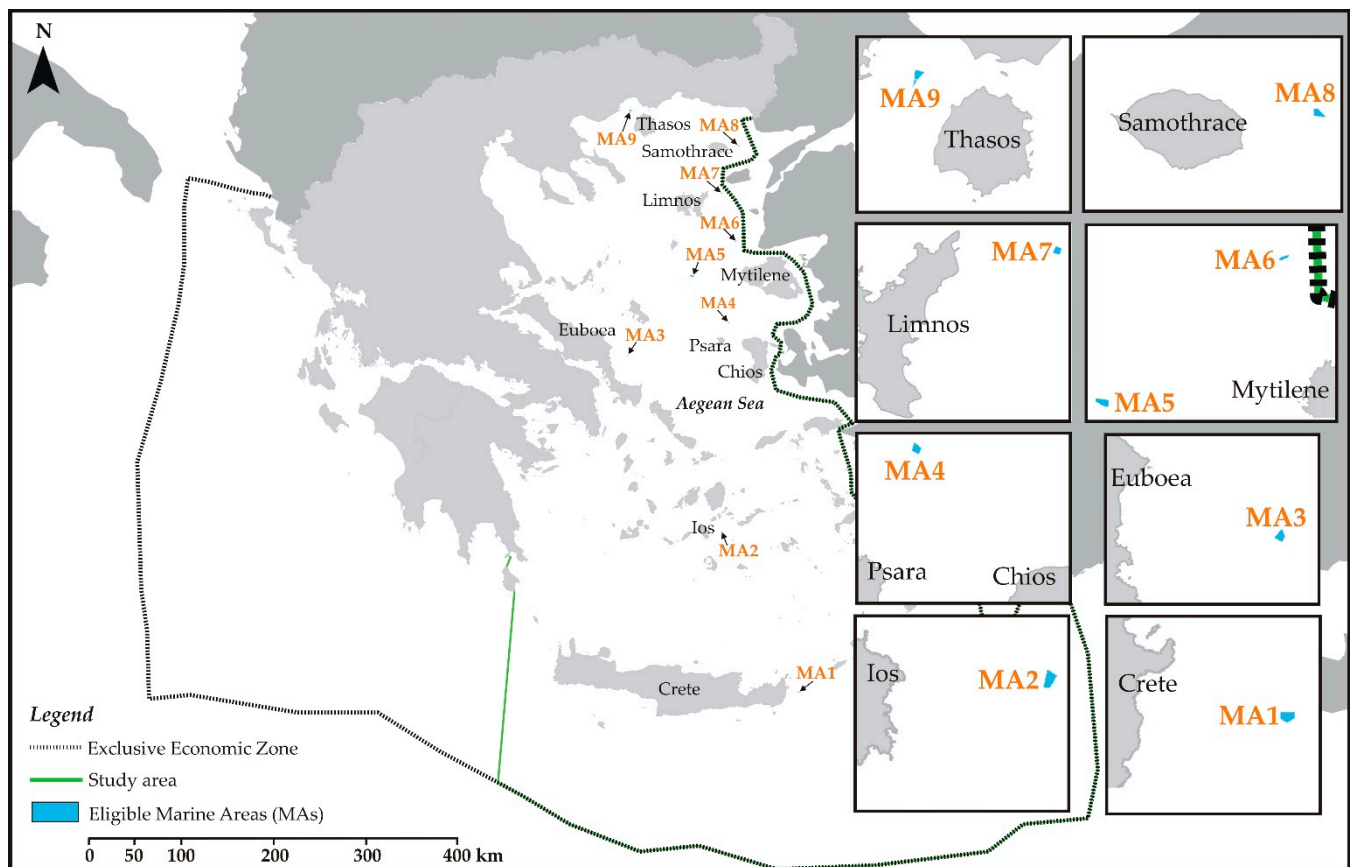 N
Thasos
MA9
MA8
Samothrace
MA7
Limnos
MA6
MA5
Mytilene
MA4
Euboea
MA3
Psara
Chios
Aegean Sea
Ios
MA2
Crete
MA1
MA9
Thasos
MA8
Samothrace
MA7
Limnos
MA6
MA5
Mytilene
MA4
Psara
Chios
Euboea
MA3
Ios
MA2
Crete
MA1
Legend
Exclusive Economic Zone
Study area
Eligible Marine Areas (MAs)
0 50 100 200 300 400 km